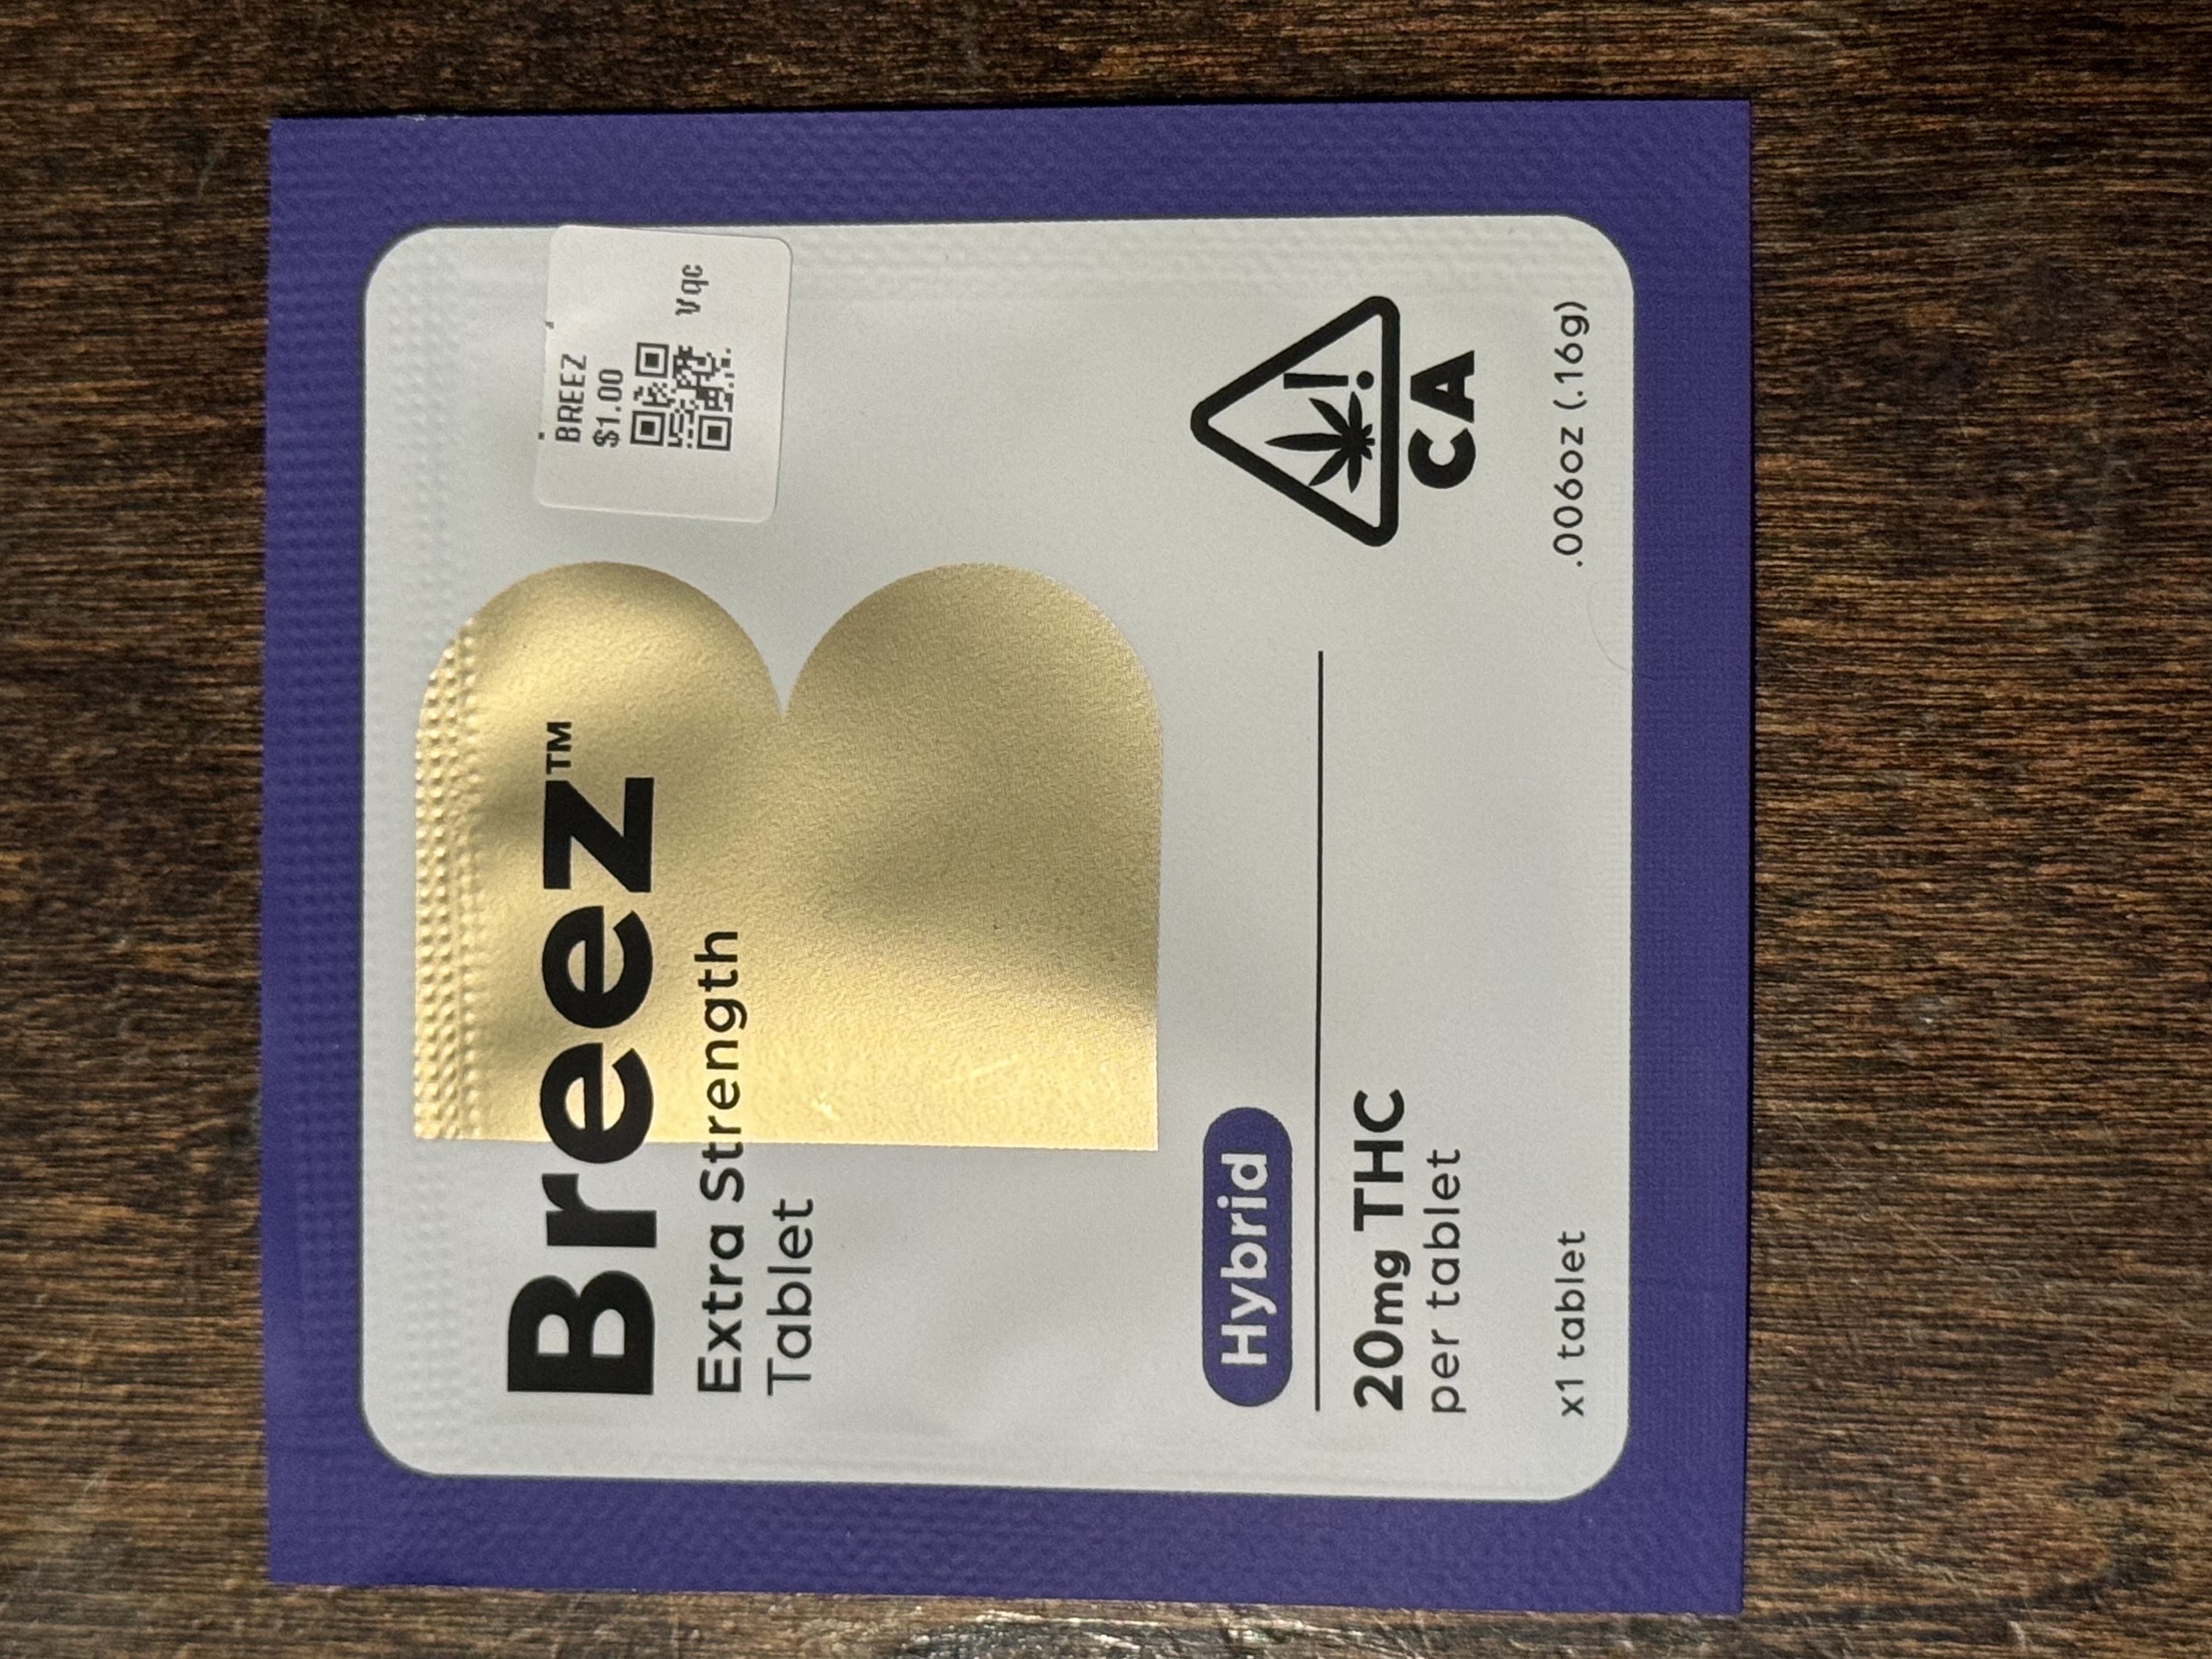 Breez™
Extra Strength
Tablet
BREEZ
$1.00
Vqc
Hybrid
20mg THC
per tablet
CA
x1 tablet
.006oz (.16g)